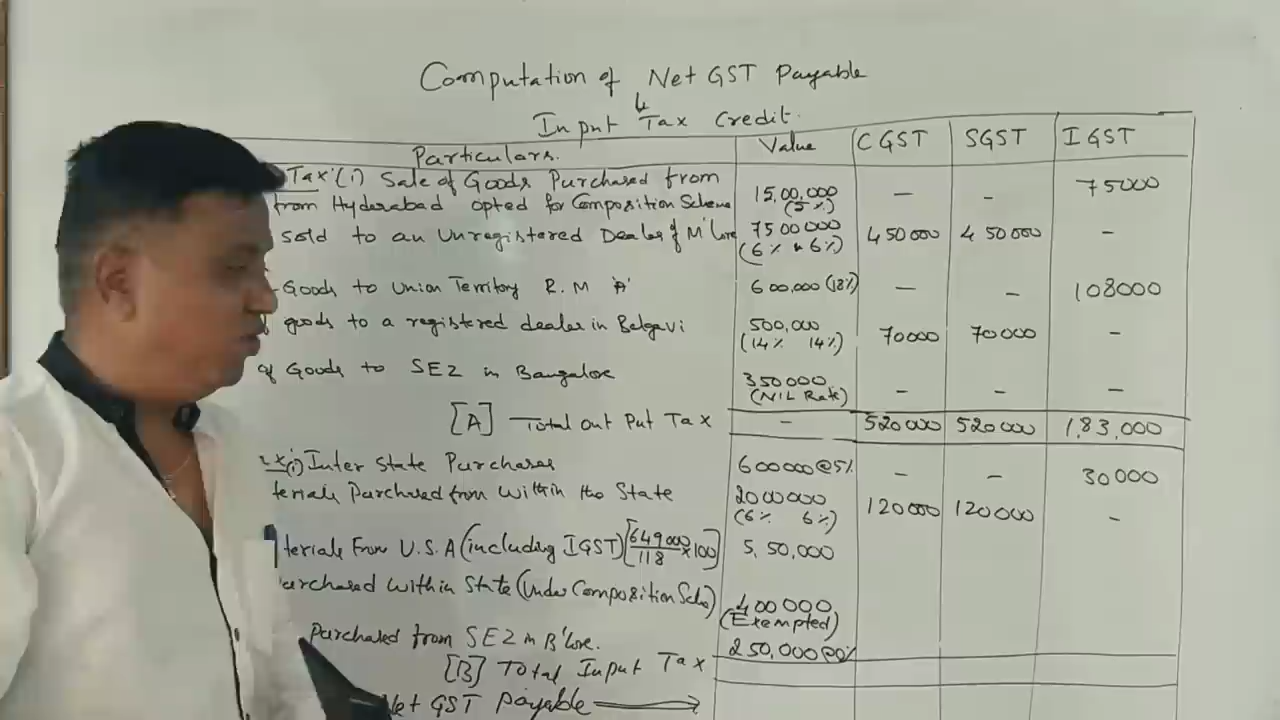 Computation of Net GST Payable
Input Tax Credit.
Particulars. Value CGST SGST IGST
Tax (i) Sale of Goods Purchased from 15,00,000 — - 75000
from Hyderabad opted for Composition Scheme (5%)
sold to an Unregistered Dealer of M'lore 7500000 450000 450000 -
(6% & 6%)
Goods to Union Territory R.M 'A' 600,000 (18%) — - 108000
goods to a registered dealer in Belgavi 500,000 70000 70000 -
(14% 14%)
of Goods to SEZ in Bangalore 350000 - - -
(NIL Rate)
[A] Total out Put Tax - 520000 520000 1,83,000
(i) Inter State Purchases 600000@5% - - 30000
terials Purchased from within the State 2000000 120000 120000 -
(6% 6%)
terials From U.S.A (including IGST) [649000/118 x100] 5,50,000
urchased within State (Under Composition Sche) 400000
(Exempted)
Purchased from SEZ in B'lore. 250,000@0%
[B] Total Input Tax
Net GST Payable →